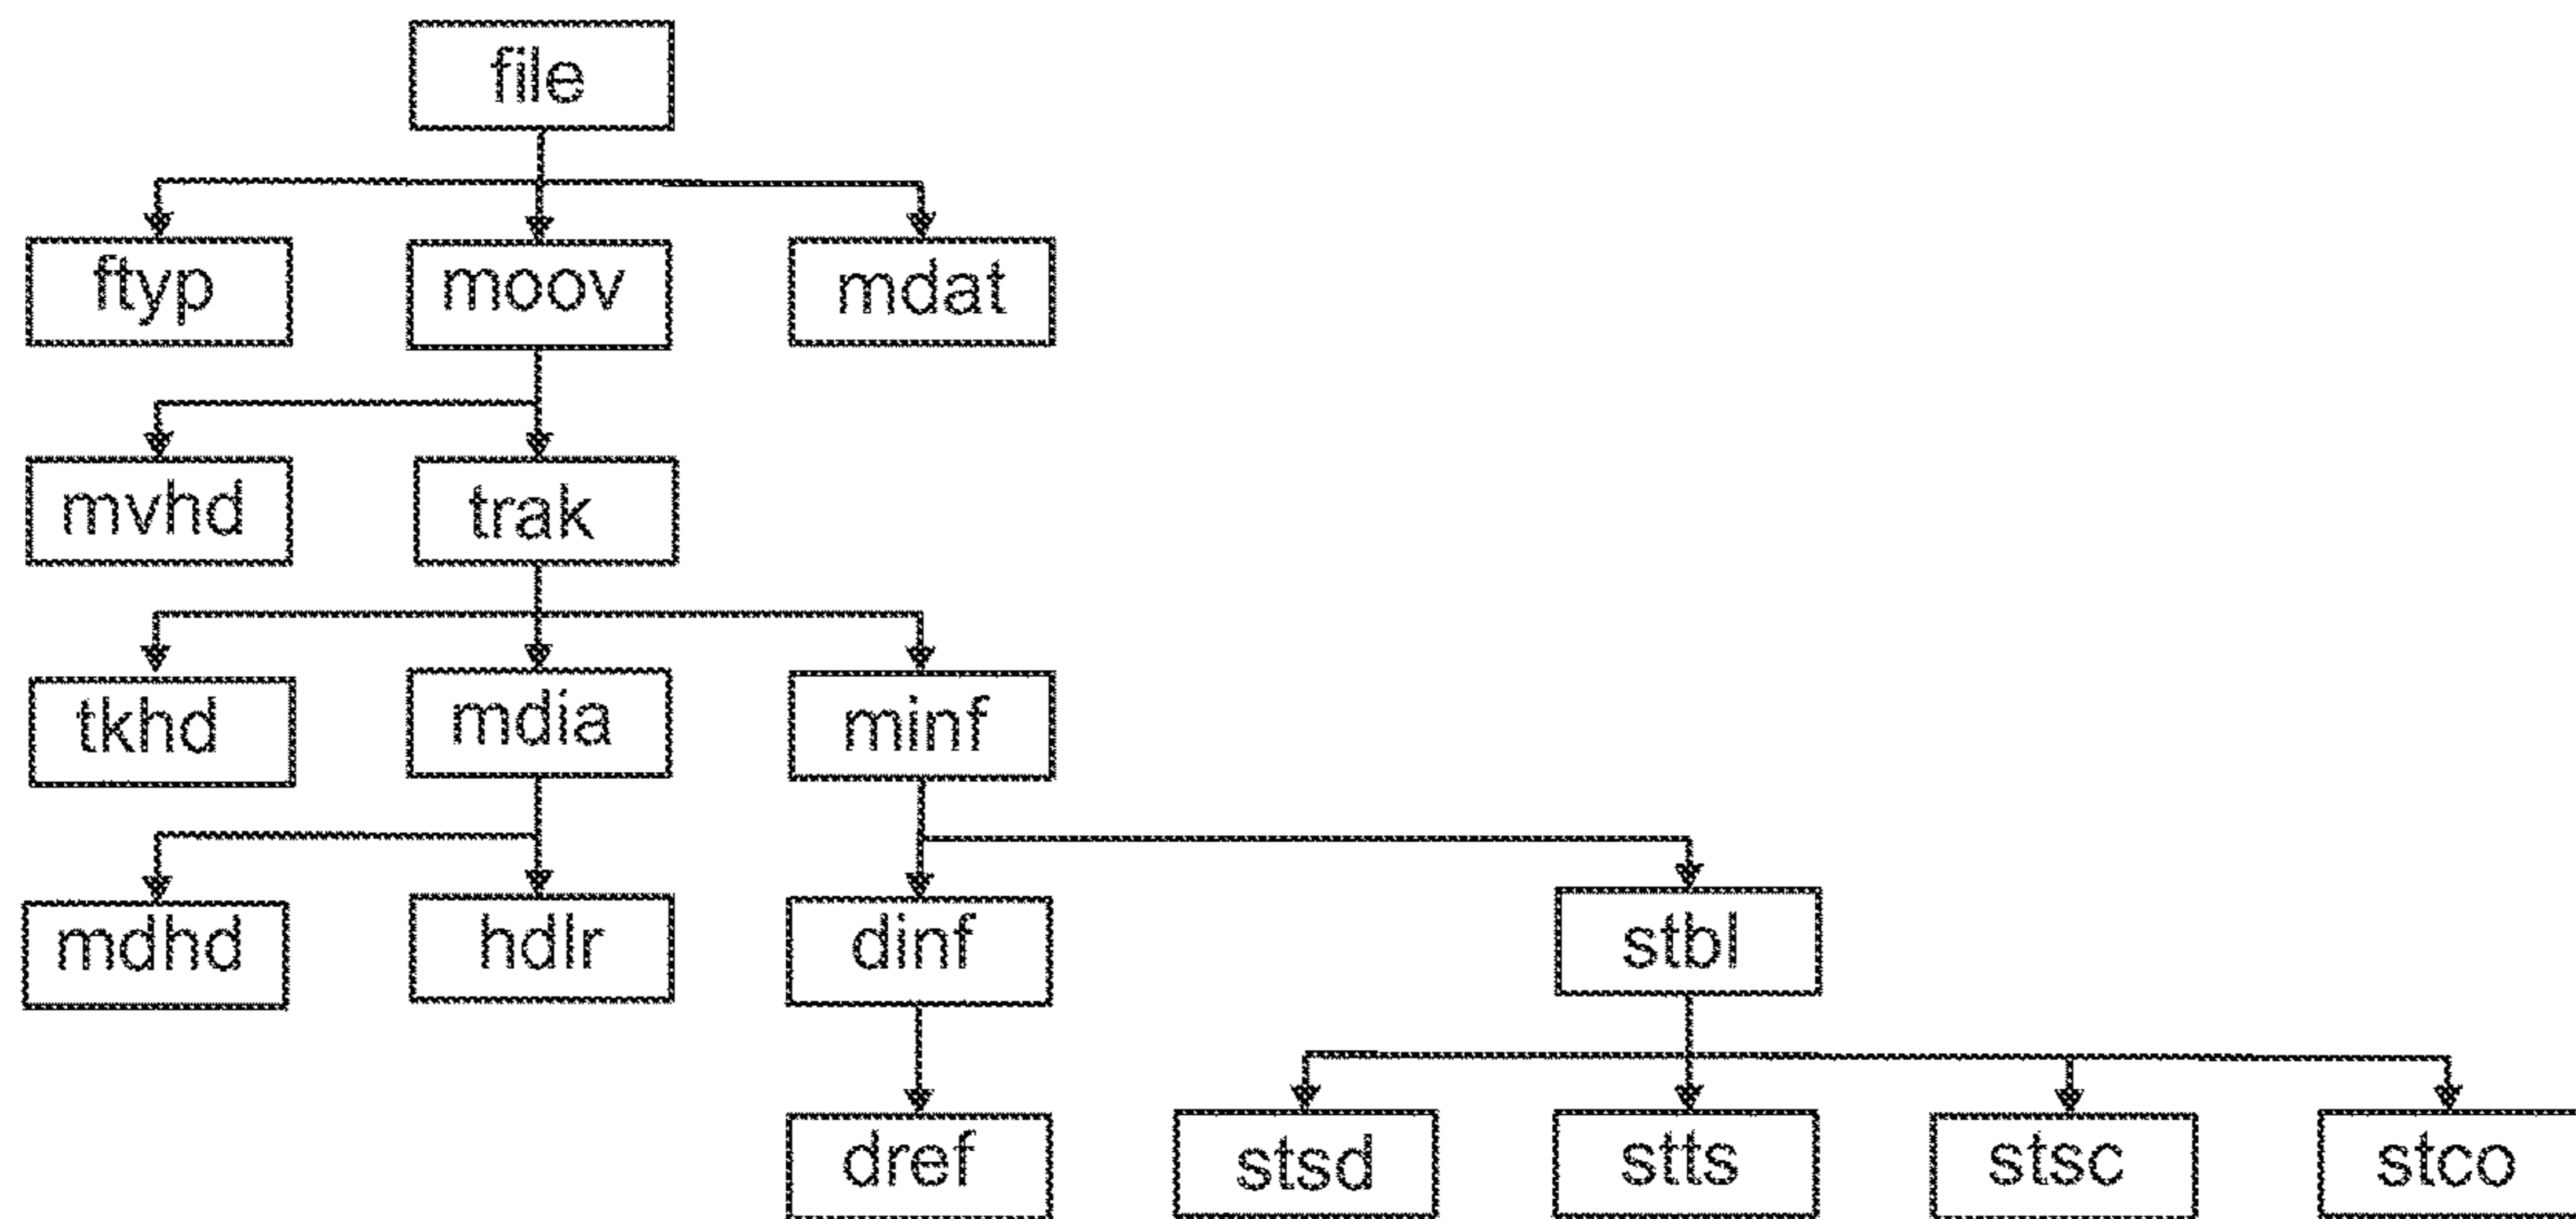 file
ftyp moov mdat
mvhd trak
tkhd mdia minf
mdhd hdlr dinf stbl
dref stsd stts stsc stco